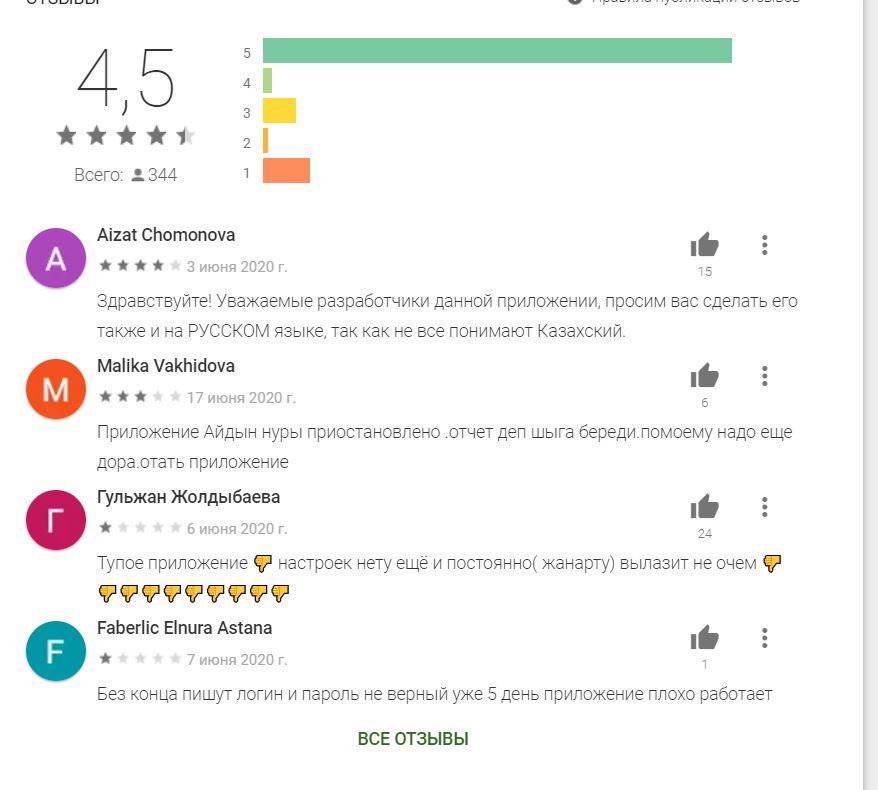 ОТЗЫВЫ
Правила публикации отзывов
4,5
Всего: 344
5
4
3
2
1
A
Aizat Chomonova
3 июня 2020 г.
15
Здравствуйте! Уважаемые разработчики данной приложении, просим вас сделать его
также и на РУССКОМ языке, так как не все понимают Казахский.
M
Malika Vakhidova
17 июня 2020 г.
6
Приложение Айдын нуры приостановлено .отчет деп шыга береди.помоему надо еще
дора.отать приложение
Г
Гульжан Жолдыбаева
6 июня 2020 г.
24
Тупое приложение 👎 настроек нету ещё и постоянно( жанарту) вылазит не очем 👎
👎👎👎👎👎👎👎👎👎
F
Faberlic Elnura Astana
7 июня 2020 г.
1
Без конца пишут логин и пароль не верный уже 5 день приложение плохо работает
ВСЕ ОТЗЫВЫ